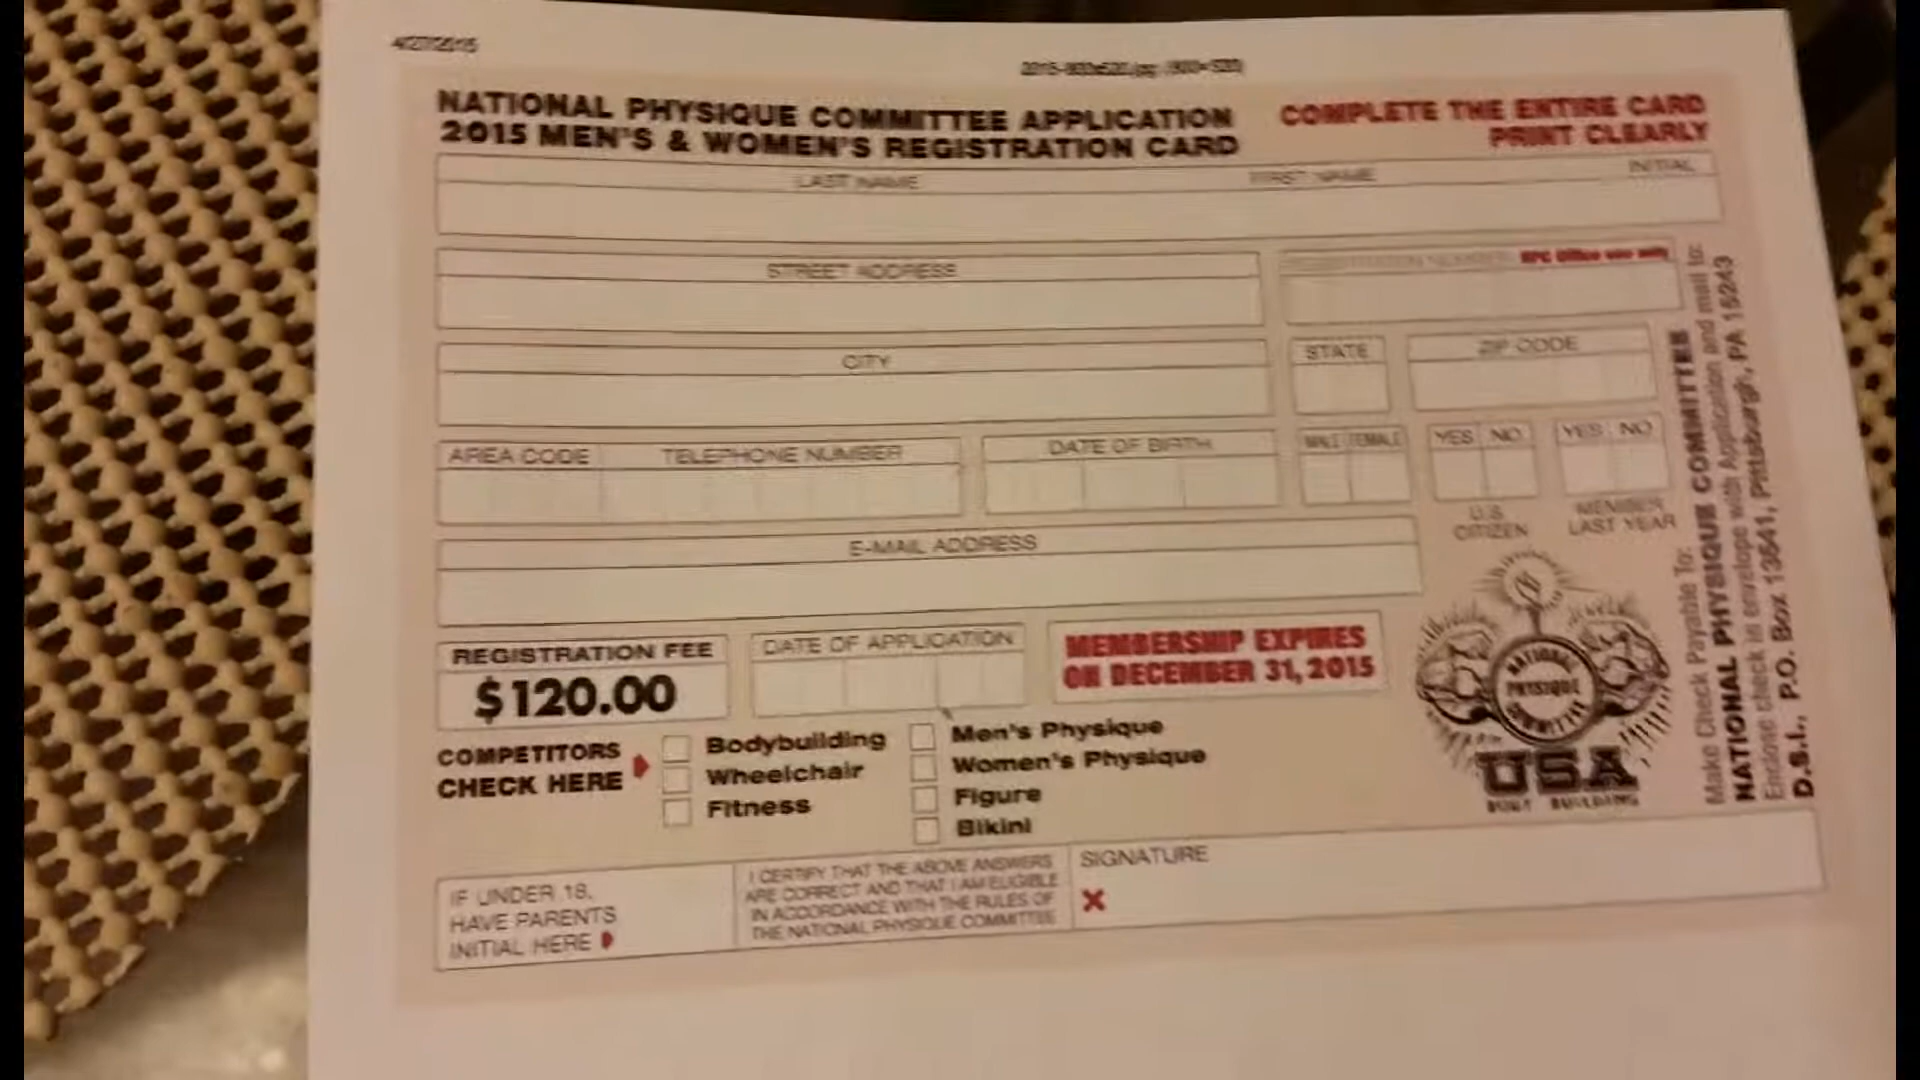 4/27/2015
NATIONAL PHYSIQUE COMMITTEE APPLICATION
2015 MEN'S & WOMEN'S REGISTRATION CARD
COMPLETE THE ENTIRE CARD
PRINT CLEARLY
LAST NAME FIRST NAME INITIAL
STREET ADDRESS
REGISTRATION NUMBER NPC Office use only
CITY
STATE
ZIP CODE
AREA CODE TELEPHONE NUMBER
DATE OF BIRTH
MALE FEMALE
YES NO
U.S.
CITIZEN
YES NO
MEMBER
LAST YEAR
E-MAIL ADDRESS
REGISTRATION FEE
$120.00
DATE OF APPLICATION
MEMBERSHIP EXPIRES
ON DECEMBER 31, 2015
NATIONAL
PHYSIQUE
COMMITTEE
USA
BODY BUILDING
Make Check Payable To:
NATIONAL PHYSIQUE COMMITTEE
Enclose check in envelope with Application and mail to:
D.S.I., P.O. Box 13641, Pittsburgh, PA 15243
COMPETITORS
CHECK HERE
Bodybuilding
Wheelchair
Fitness
Men's Physique
Women's Physique
Figure
Bikini
IF UNDER 18,
HAVE PARENTS
INITIAL HERE
I CERTIFY THAT THE ABOVE ANSWERS
ARE CORRECT AND THAT I AM ELIGIBLE
IN ACCORDANCE WITH THE RULES OF
THE NATIONAL PHYSIQUE COMMITTEE
SIGNATURE
X